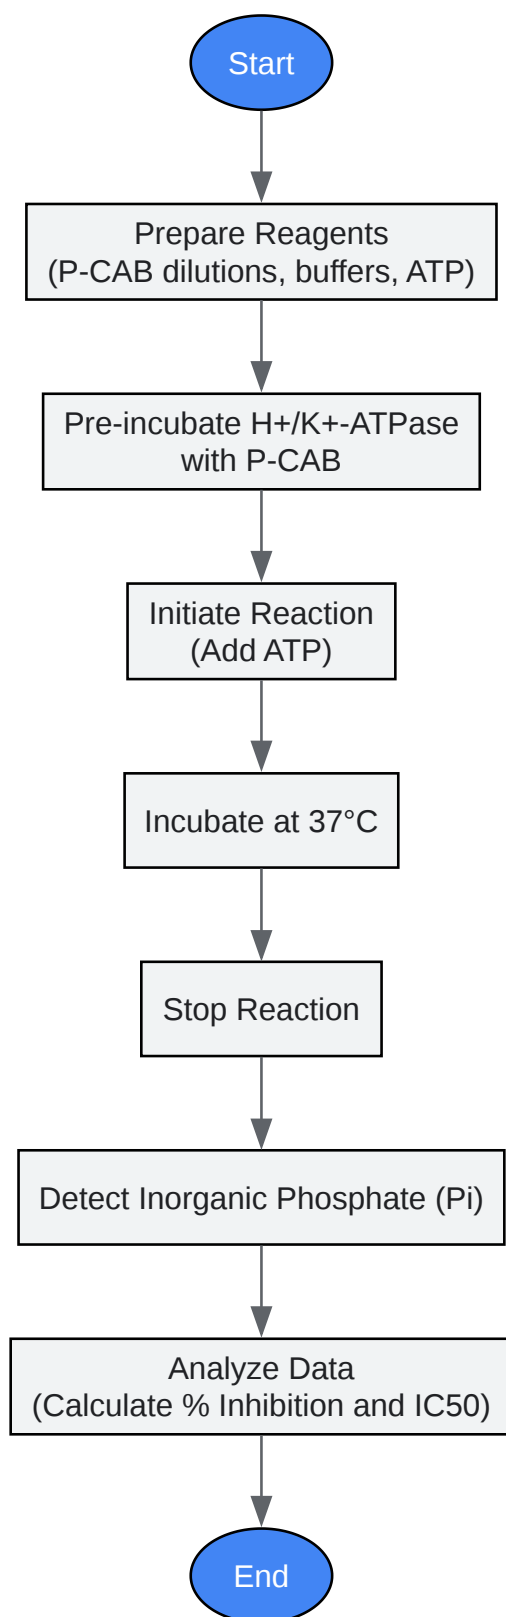 Start
Prepare Reagents
(P-CAB dilutions, buffers, ATP)
Pre-incubate H+/K+-ATPase
with P-CAB
Initiate Reaction
(Add ATP)
Incubate at 37°C
Stop Reaction
Detect Inorganic Phosphate (Pi)
Analyze Data
(Calculate % Inhibition and IC50)
End